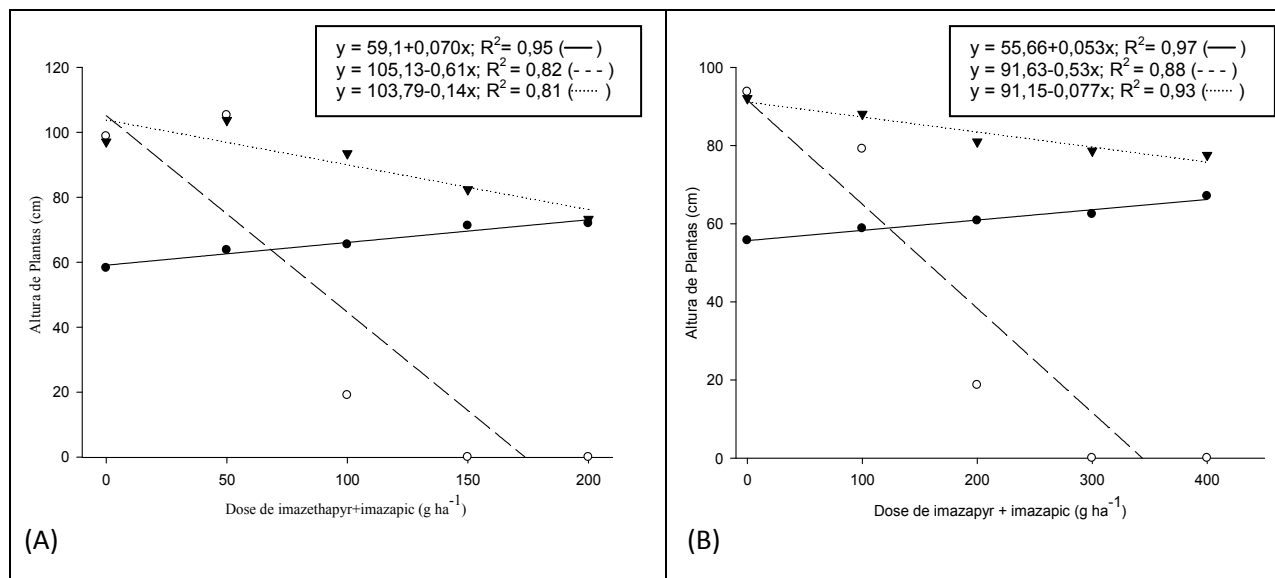 y = 59,1+0,070x; R²= 0,95 (——)
y = 105,13-0,61x; R² = 0,82 (- - -)
y = 103,79-0,14x; R² = 0,81 (········)
120
100
80
60
40
20
0
Altura de Plantas (cm)
0 50 100 150 200
Dose de imazethapyr+imazapic (g ha⁻¹)
(A)
y = 55,66+0,053x; R² = 0,97 (——)
y = 91,63-0,53x; R² = 0,88 (- - -)
y = 91,15-0,077x; R² = 0,93 (········)
100
80
60
40
20
0
Altura de Plantas (cm)
0 100 200 300 400
Dose de imazapyr + imazapic (g ha⁻¹)
(B)